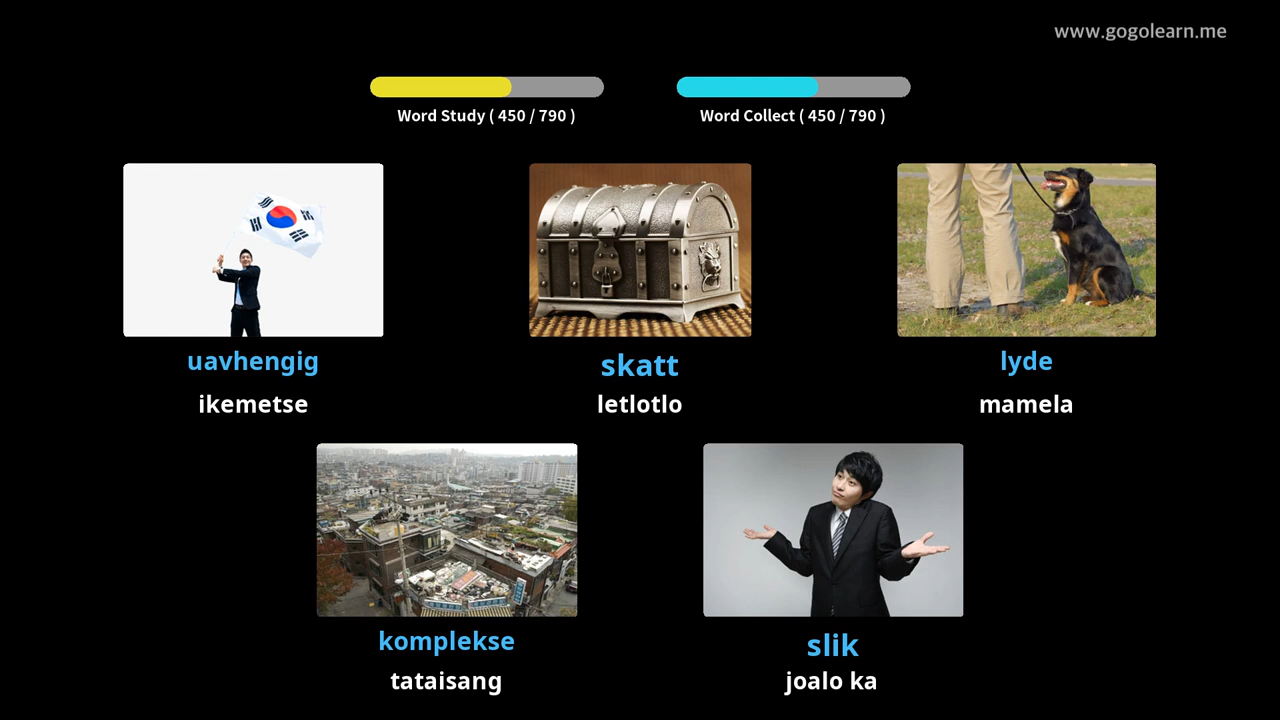 www.gogolearn.me
Word Study ( 450 / 790 )
Word Collect ( 450 / 790 )
uavhengig
ikemetse
skatt
letlotlo
lyde
mamela
komplekse
tataisang
slik
joalo ka